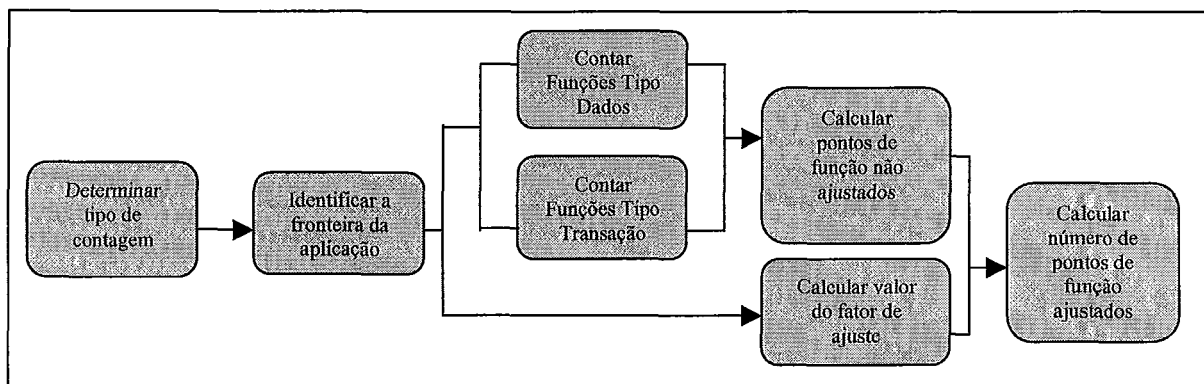 Determinar
tipo de
contagem
Identificar a
fronteira da
aplicação
Contar
Funções Tipo
Dados
Contar
Funções Tipo
Transação
Calcular
pontos de
função não
ajustados
Calcular valor
do fator de
ajuste
Calcular
número de
pontos de
função
ajustados